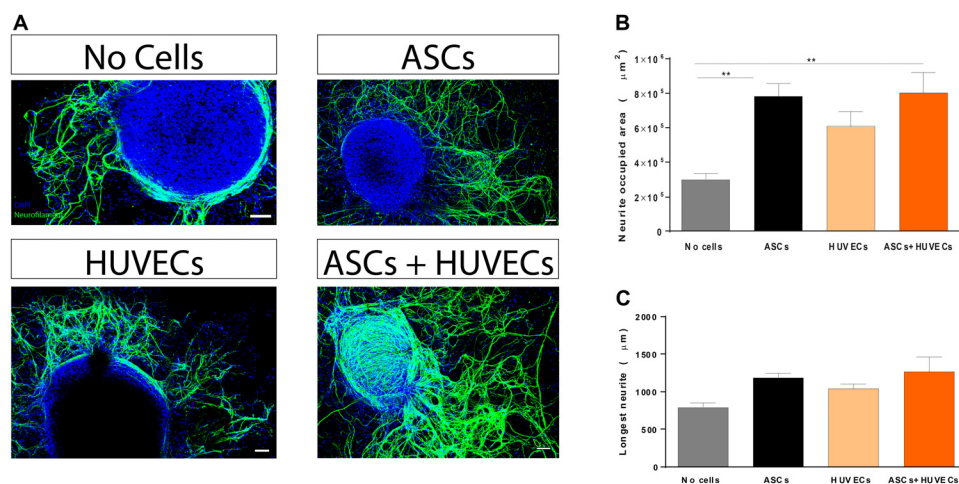 A
No Cells
ASCs
DAPI
Neurofilament
HUVECs
ASCs + HUVECs
B
Neurite occupied area ( μm²)
1×10⁶
8×10⁵
6×10⁵
4×10⁵
2×10⁵
0
**
**
No cells
ASCs
HUVECs
ASCs+HUVECs
C
Longest neurite ( μm)
2000
1500
1000
500
0
No cells
ASCs
HUVECs
ASCs+HUVECs